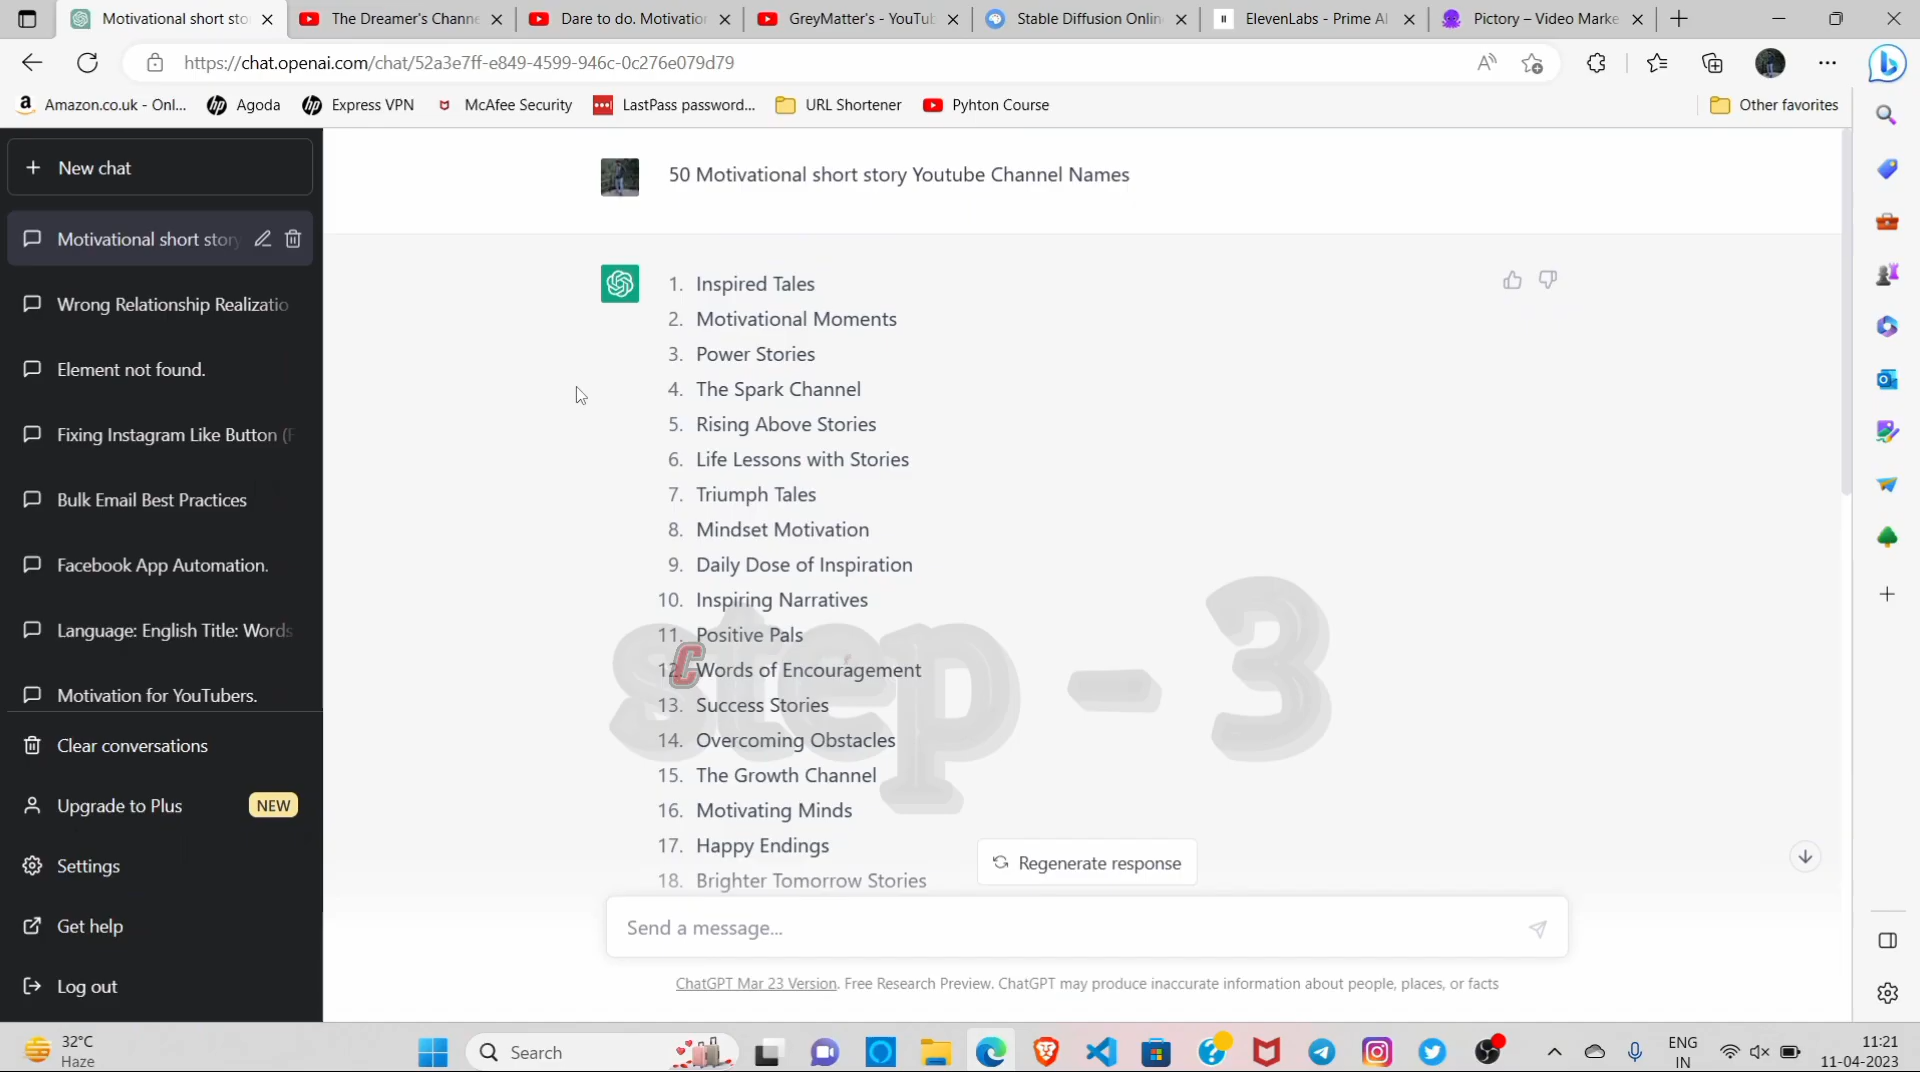 Motivational short sto
The Dreamer's Chann
Dare to do. Motivatio
GreyMatter's - YouTu
Stable Diffusion Onlin
ElevenLabs - Prime AI
Pictory – Video Marke
https://chat.openai.com/chat/52a3e7ff-e849-4599-946c-0c276e079d79
Amazon.co.uk - Onl...
Agoda
Express VPN
McAfee Security
LastPass password...
URL Shortener
Pyhton Course
Other favorites
New chat
Motivational short story
Wrong Relationship Realizatio
Element not found.
Fixing Instagram Like Button (F
Bulk Email Best Practices
Facebook App Automation.
Language: English Title: Words
Motivation for YouTubers.
Clear conversations
Upgrade to Plus NEW
Settings
Get help
Log out
50 Motivational short story Youtube Channel Names
1. Inspired Tales
2. Motivational Moments
3. Power Stories
4. The Spark Channel
5. Rising Above Stories
6. Life Lessons with Stories
7. Triumph Tales
8. Mindset Motivation
9. Daily Dose of Inspiration
10. Inspiring Narratives
11. Positive Pals
12. Words of Encouragement
13. Success Stories
14. Overcoming Obstacles
15. The Growth Channel
16. Motivating Minds
17. Happy Endings
18. Brighter Tomorrow Stories
step - 3
C
Regenerate response
Send a message...
ChatGPT Mar 23 Version. Free Research Preview. ChatGPT may produce inaccurate information about people, places, or facts
32°C
Haze
Search
ENG
IN
11:21
11-04-2023